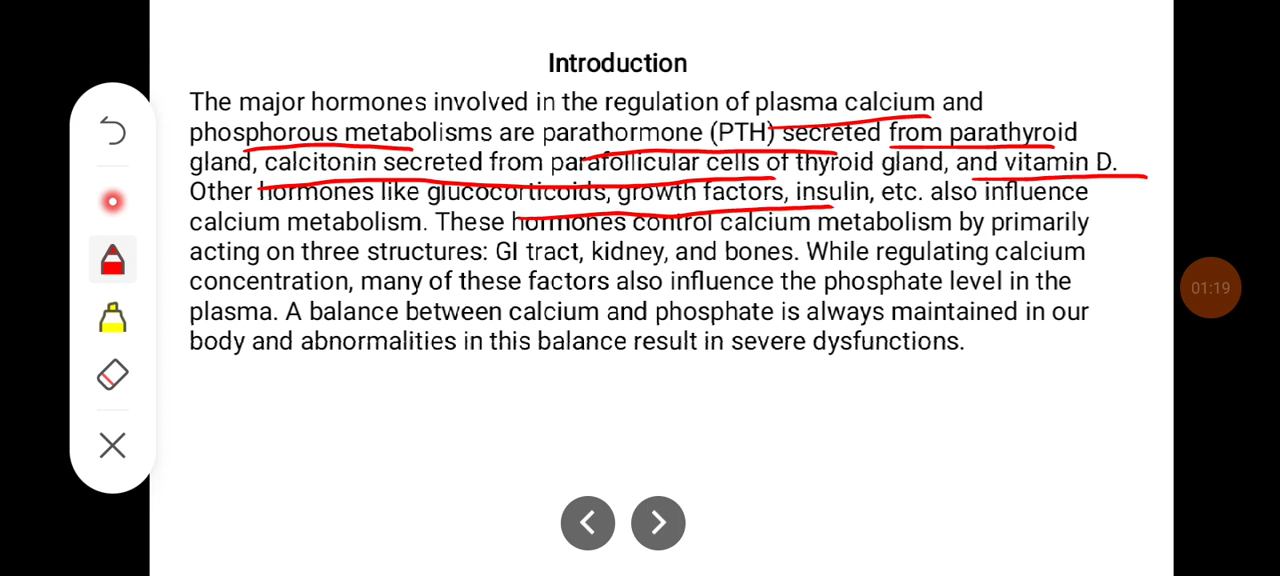 Introduction
The major hormones involved in the regulation of plasma calcium and
phosphorous metabolisms are parathormone (PTH) secreted from parathyroid
gland, calcitonin secreted from parafollicular cells of thyroid gland, and vitamin D.
Other hormones like glucocorticoids, growth factors, insulin, etc. also influence
calcium metabolism. These hormones control calcium metabolism by primarily
acting on three structures: GI tract, kidney, and bones. While regulating calcium
concentration, many of these factors also influence the phosphate level in the
plasma. A balance between calcium and phosphate is always maintained in our
body and abnormalities in this balance result in severe dysfunctions.
01:19